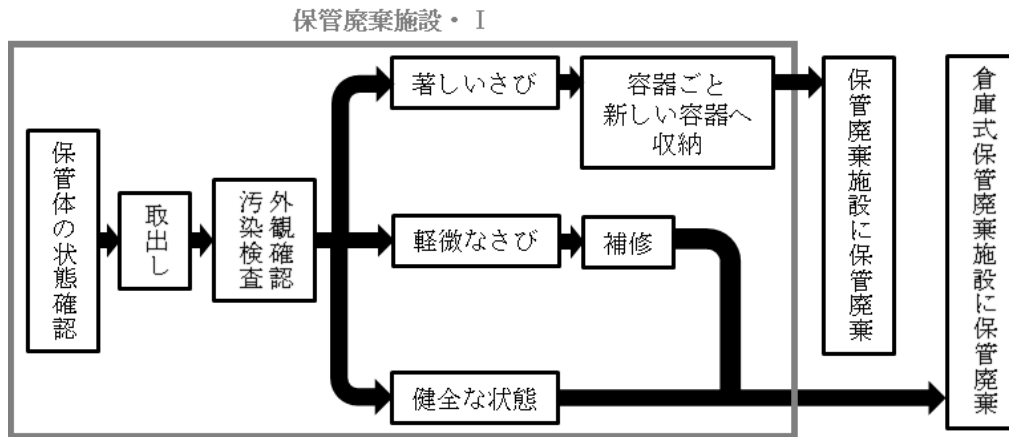 保管廃棄施設・Ⅰ
保管体の状態確認
取出し
外観確認
汚染検査
著しいさび
容器ごと
新しい容器へ
収納
保管廃棄施設に保管廃棄
軽微なさび
補修
健全な状態
倉庫式保管廃棄施設に保管廃棄